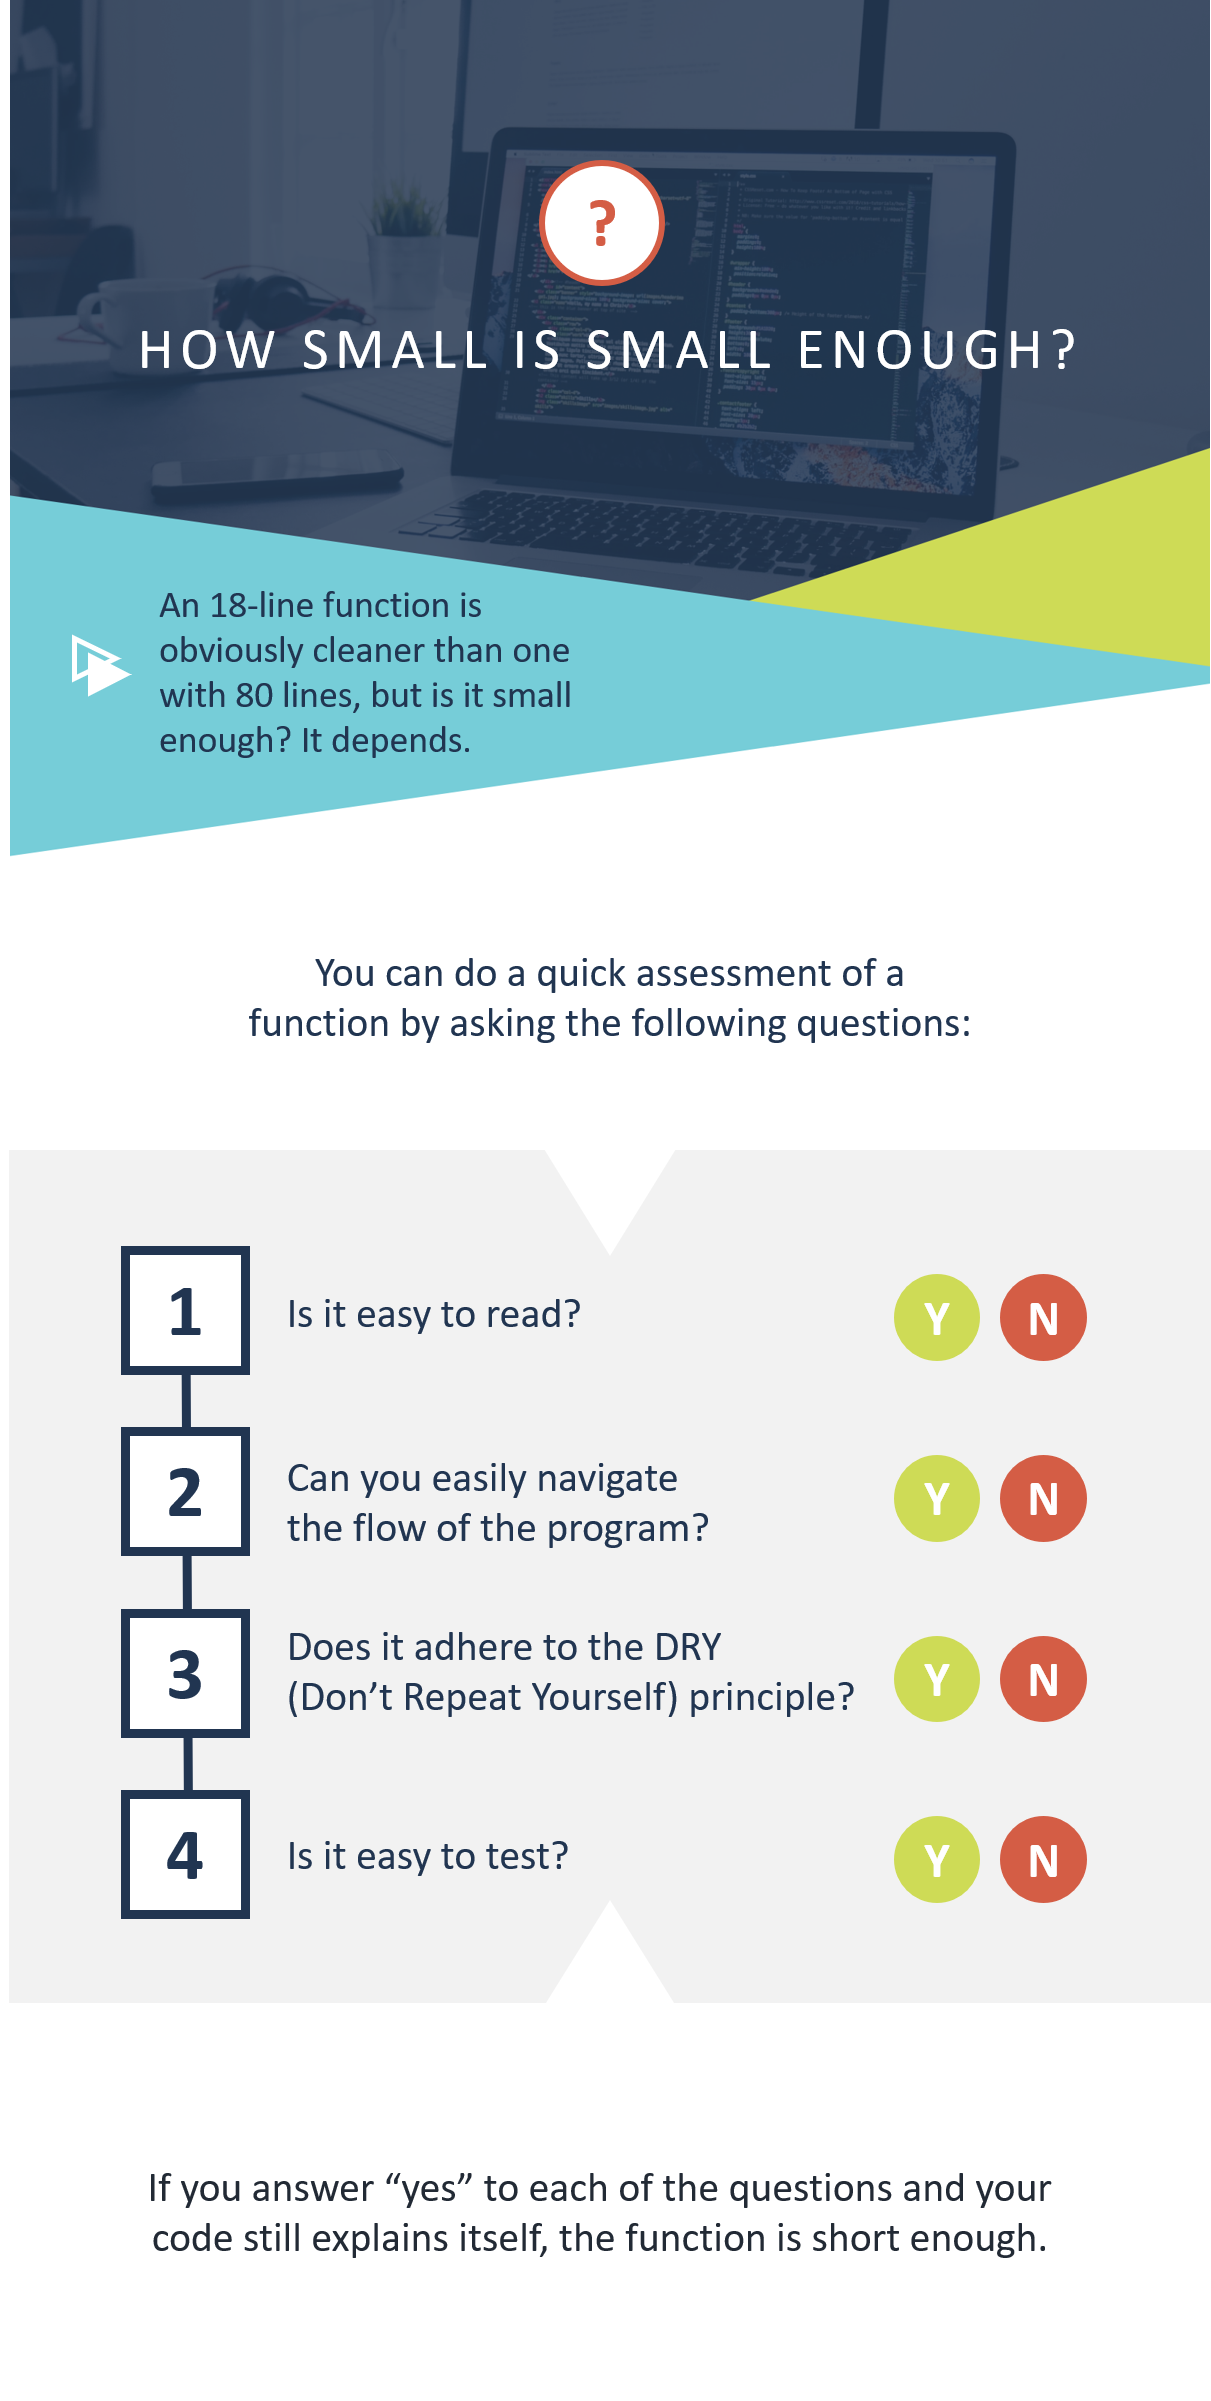 ?
HOW SMALL IS SMALL ENOUGH?
An 18-line function is
obviously cleaner than one
with 80 lines, but is it small
enough? It depends.
You can do a quick assessment of a
function by asking the following questions:
1 Is it easy to read? Y N
2 Can you easily navigate
the flow of the program? Y N
3 Does it adhere to the DRY
(Don’t Repeat Yourself) principle? Y N
4 Is it easy to test? Y N
If you answer “yes” to each of the questions and your
code still explains itself, the function is short enough.